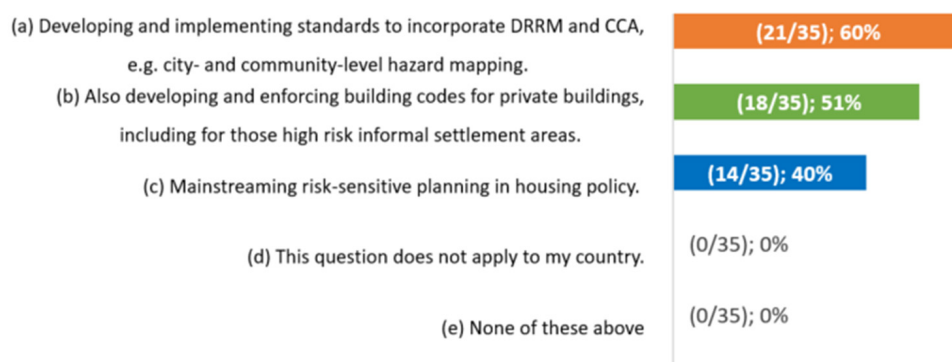 (a) Developing and implementing standards to incorporate DRRM and CCA,
e.g. city- and community-level hazard mapping.
(21/35); 60%
(b) Also developing and enforcing building codes for private buildings,
including for those high risk informal settlement areas.
(18/35); 51%
(c) Mainstreaming risk-sensitive planning in housing policy.
(14/35); 40%
(d) This question does not apply to my country.
(0/35); 0%
(e) None of these above
(0/35); 0%